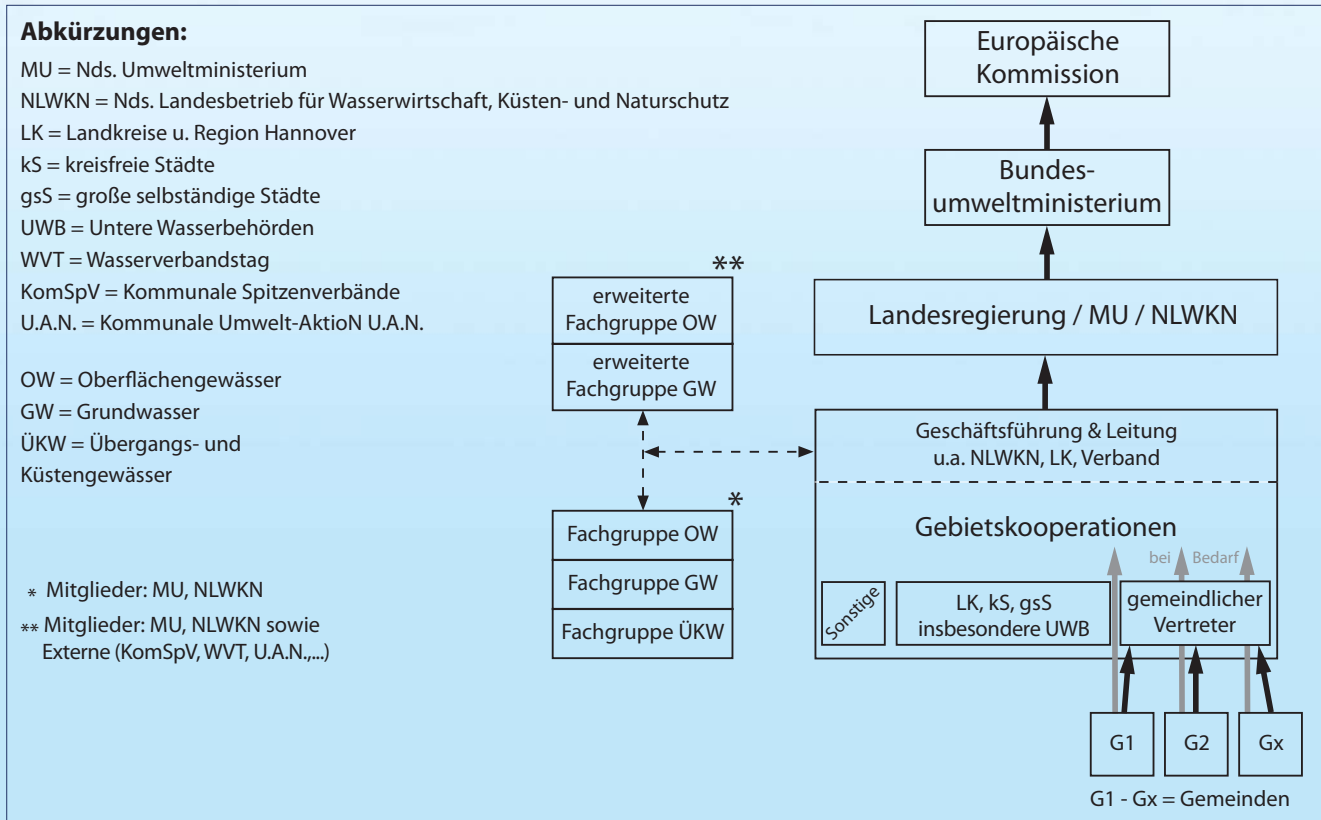 Abkürzungen:
MU = Nds. Umweltministerium
NLWKN = Nds. Landesbetrieb für Wasserwirtschaft, Küsten- und Naturschutz
LK = Landkreise u. Region Hannover
kS = kreisfreie Städte
gsS = große selbständige Städte
UWB = Untere Wasserbehörden
WVT = Wasserverbandstag
KomSpV = Kommunale Spitzenverbände
U.A.N. = Kommunale Umwelt-AktioN U.A.N.
OW = Oberflächengewässer
GW = Grundwasser
ÜKW = Übergangs- und
Küstengewässer
* Mitglieder: MU, NLWKN
** Mitglieder: MU, NLWKN sowie
Externe (KomSpV, WVT, U.A.N.,...)
**
erweiterte
Fachgruppe OW
erweiterte
Fachgruppe GW
*
Fachgruppe OW
Fachgruppe GW
Fachgruppe ÜKW
Europäische
Kommission
Bundes-
umweltministerium
Landesregierung / MU / NLWKN
Geschäftsführung & Leitung
u.a. NLWKN, LK, Verband
Gebietskooperationen
bei Bedarf
Sonstige
LK, kS, gsS
insbesondere UWB
gemeindlicher
Vertreter
G1
G2
Gx
G1 - Gx = Gemeinden